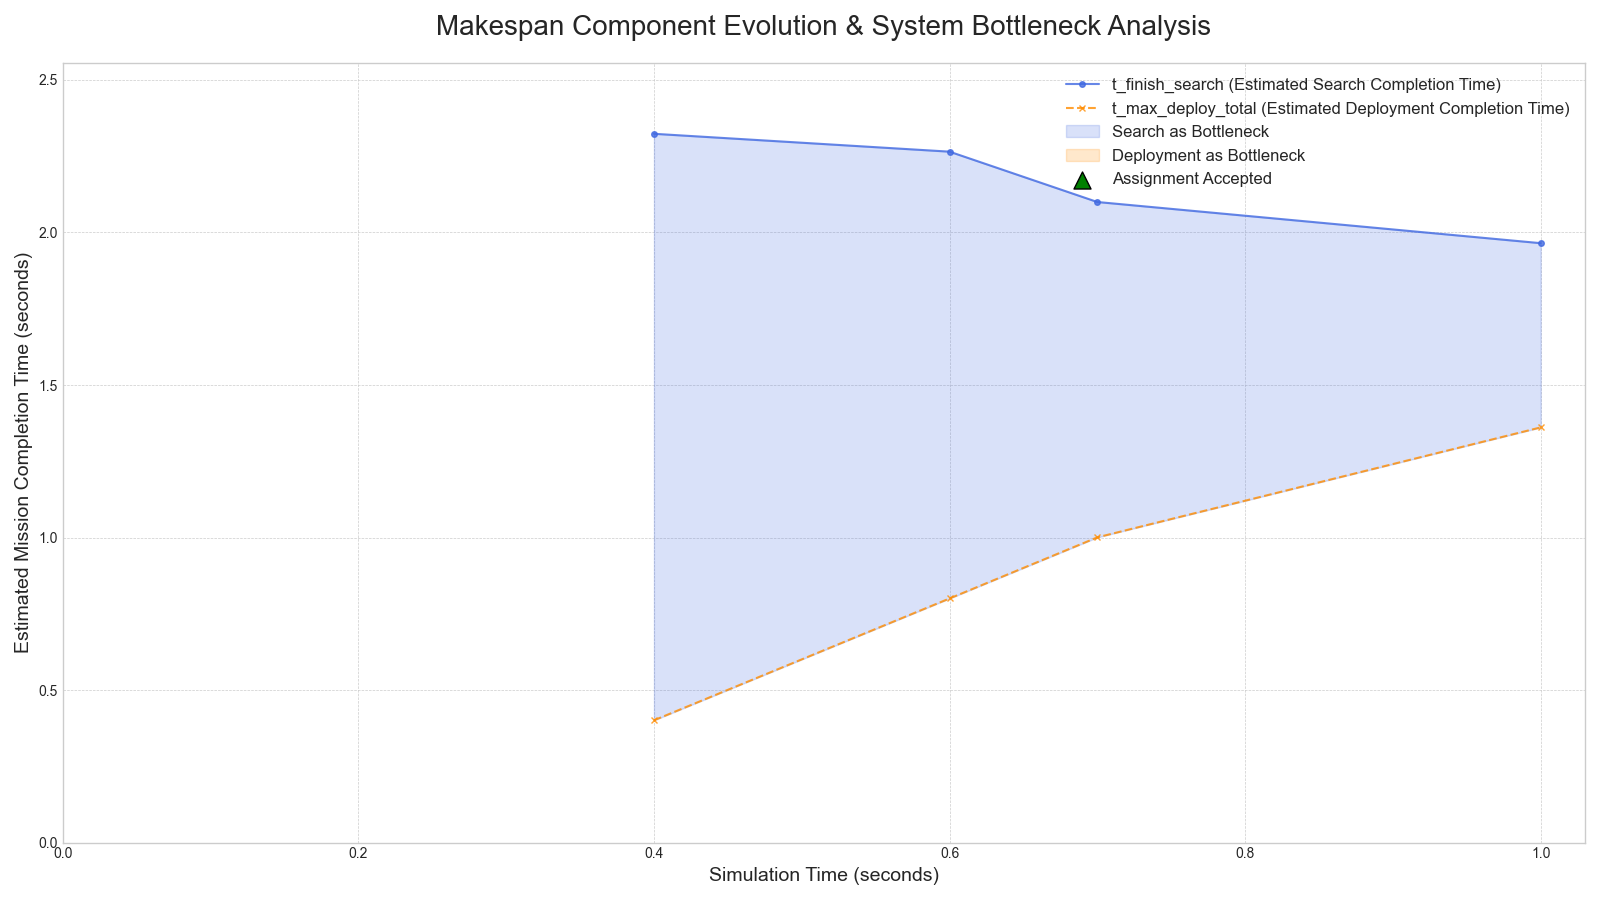 Makespan Component Evolution & System Bottleneck Analysis
t_finish_search (Estimated Search Completion Time)
t_max_deploy_total (Estimated Deployment Completion Time)
Search as Bottleneck
Deployment as Bottleneck
Assignment Accepted
Estimated Mission Completion Time (seconds)
2.5
2.0
1.5
1.0
0.5
0.0
0.0 0.2 0.4 0.6 0.8 1.0
Simulation Time (seconds)